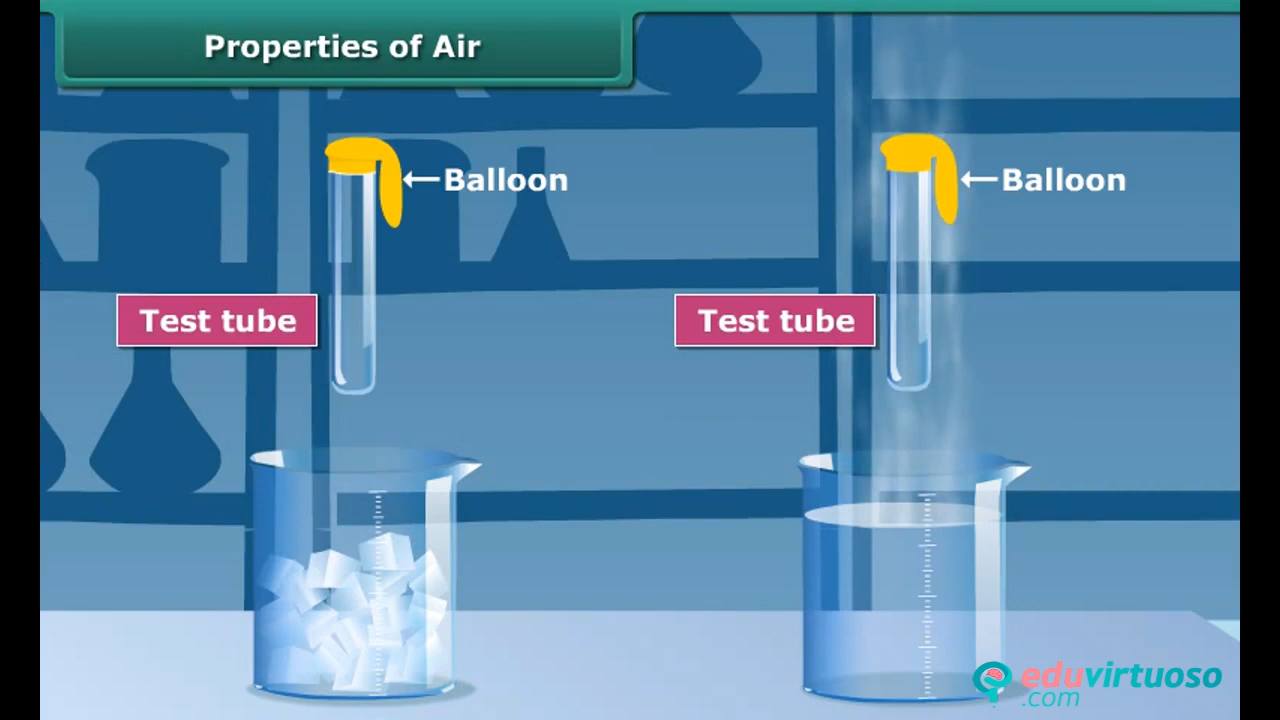 Properties of Air
Balloon
Balloon
Test tube
Test tube
eduvirtuoso
.com